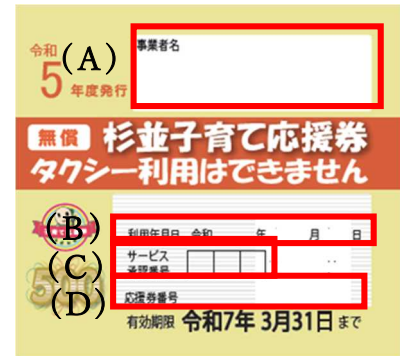 (A)
事業者名
令和
5年度発行
無償 杉並子育て応援券
タクシー利用はできません
(B)
利用年月日 令和 年 月 日
(C)
サービス
承認番号
500
(D)
応援券番号
有効期限 令和7年 3月31日 まで